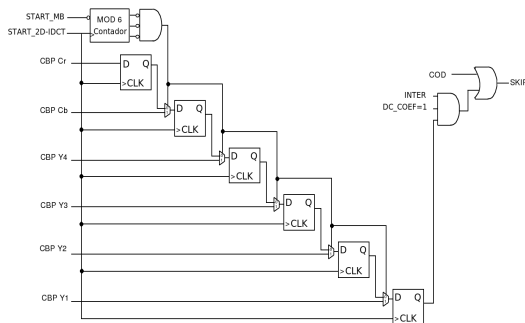 START_MB
MOD 6
Contador
START_2D-IDCT
CBP Cr
D Q
>CLK
COD
SKIP
CBP Cb
D Q
>CLK
INTER
DC_COEF=1
CBP Y4
D Q
>CLK
CBP Y3
D Q
>CLK
CBP Y2
D Q
>CLK
CBP Y1
D Q
>CLK